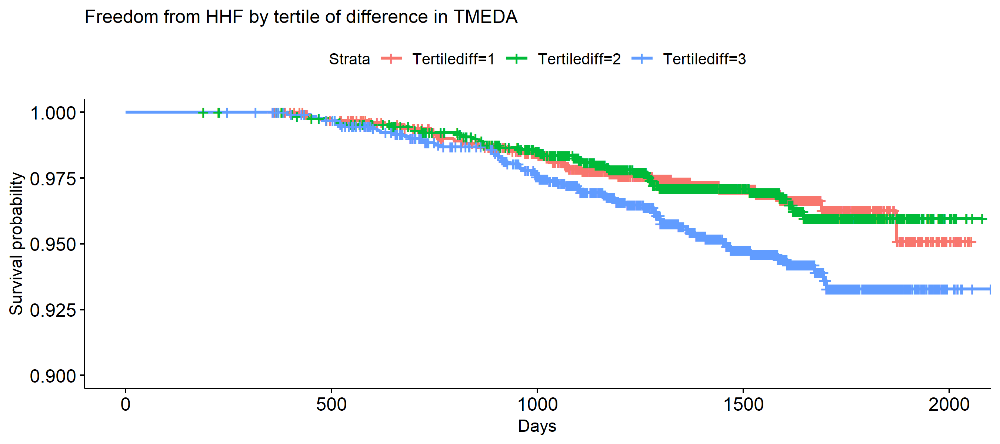 Freedom from HHF by tertile of difference in TMEDA
Strata Tertilediff=1 Tertilediff=2 Tertilediff=3
Survival probability
1.000
0.975
0.950
0.925
0.900
0 500 1000 1500 2000
Days